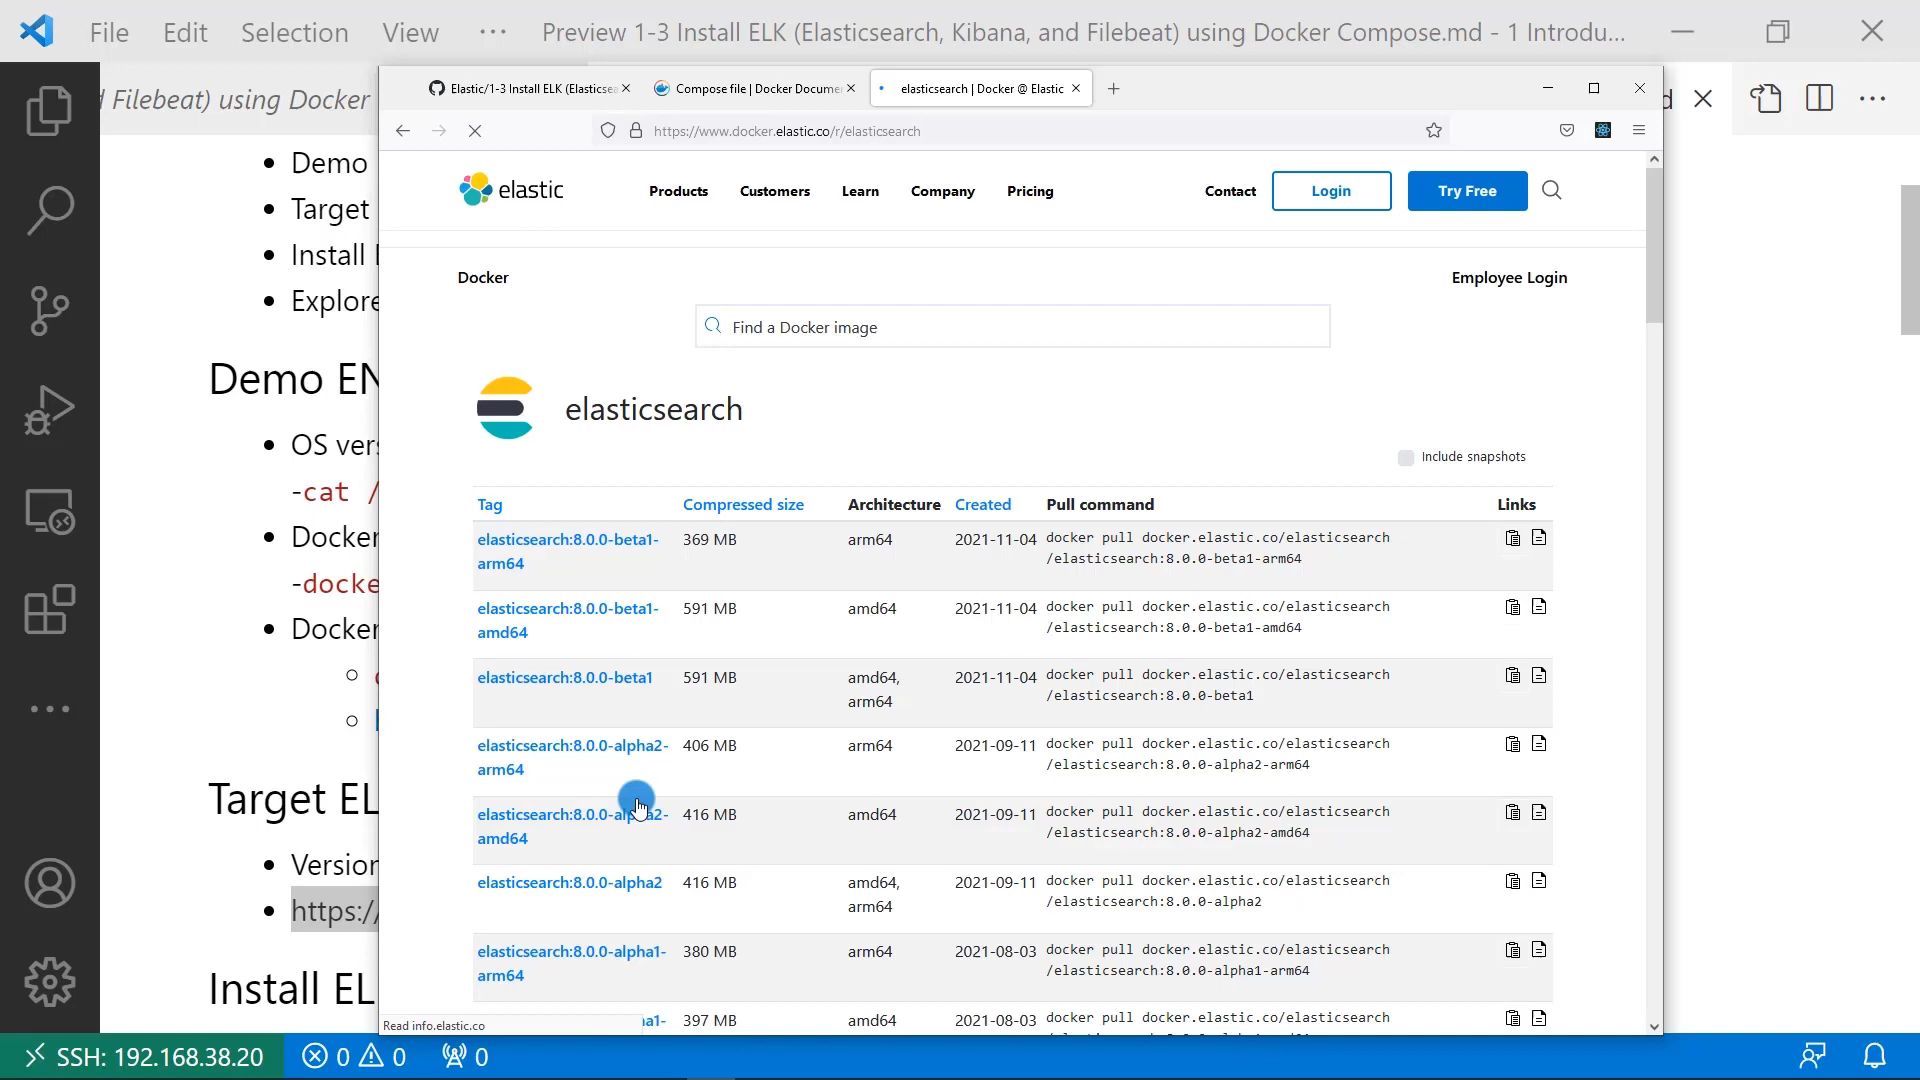 File Edit Selection View ··· Preview 1-3 Install ELK (Elasticsearch, Kibana, and Filebeat) using Docker Compose.md - 1 Introdu...
Filebeat) using Docker
Elastic/1-3 Install ELK (Elasticsea
Compose file | Docker Docume
elasticsearch | Docker @ Elastic
https://www.docker.elastic.co/r/elasticsearch
elastic
Products Customers Learn Company Pricing Contact Login Try Free
Docker Employee Login
Find a Docker image
elasticsearch
Include snapshots
Tag Compressed size Architecture Created Pull command Links
elasticsearch:8.0.0-beta1- 369 MB arm64 2021-11-04 docker pull docker.elastic.co/elasticsearch
arm64 /elasticsearch:8.0.0-beta1-arm64
elasticsearch:8.0.0-beta1- 591 MB amd64 2021-11-04 docker pull docker.elastic.co/elasticsearch
amd64 /elasticsearch:8.0.0-beta1-amd64
elasticsearch:8.0.0-beta1 591 MB amd64, 2021-11-04 docker pull docker.elastic.co/elasticsearch
arm64 /elasticsearch:8.0.0-beta1
elasticsearch:8.0.0-alpha2- 406 MB arm64 2021-09-11 docker pull docker.elastic.co/elasticsearch
arm64 /elasticsearch:8.0.0-alpha2-arm64
elasticsearch:8.0.0-alpha2- 416 MB amd64 2021-09-11 docker pull docker.elastic.co/elasticsearch
amd64 /elasticsearch:8.0.0-alpha2-amd64
elasticsearch:8.0.0-alpha2 416 MB amd64, 2021-09-11 docker pull docker.elastic.co/elasticsearch
arm64 /elasticsearch:8.0.0-alpha2
elasticsearch:8.0.0-alpha1- 380 MB arm64 2021-08-03 docker pull docker.elastic.co/elasticsearch
arm64 /elasticsearch:8.0.0-alpha1-arm64
ha1- 397 MB amd64 2021-08-03 docker pull docker.elastic.co/elasticsearch
Read info.elastic.co
Demo
Target
Install
Explore
Demo EN
OS vers
-cat /
Docker
-docke
Docker
Target EL
Version
https://
Install EL
SSH: 192.168.38.20 0 0 0